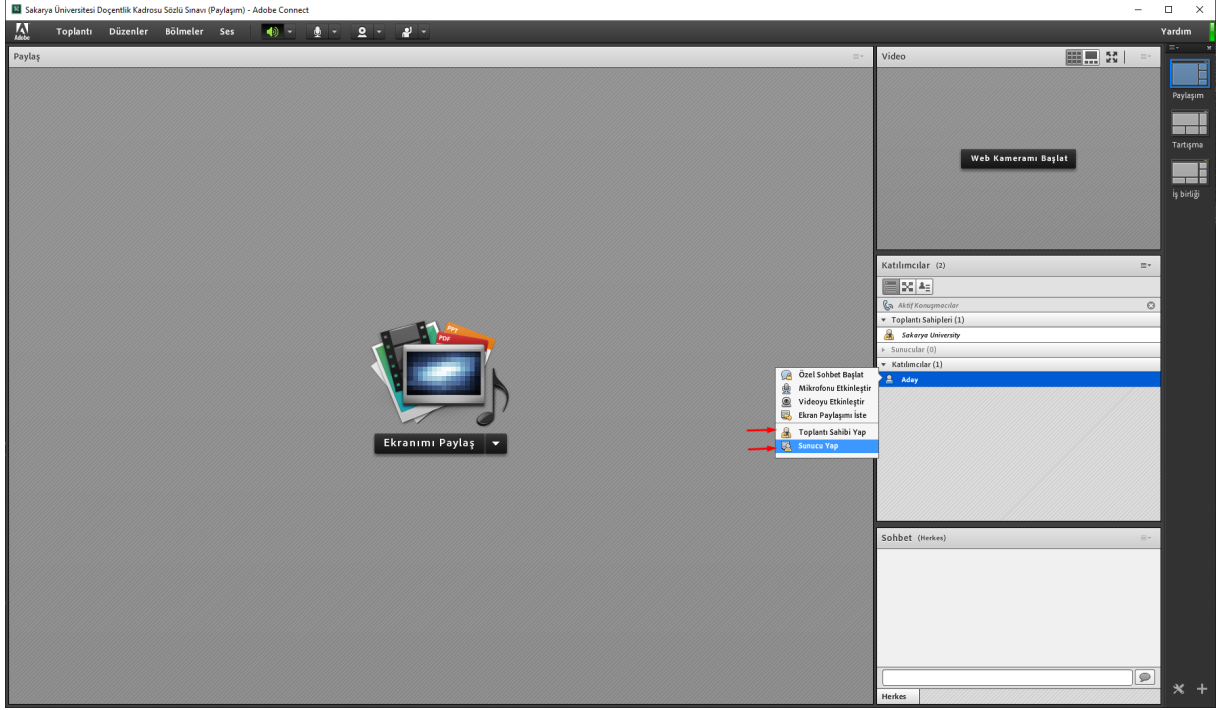 Sakarya Üniversitesi Doçentlik Kadrosu Sözlü Sınavı (Paylaşım) - Adobe Connect
Adobe
Toplantı Düzenler Bölmeler Ses
Yardım
Paylaş
PPT
PDF
Ekranımı Paylaş
Video
Web Kameramı Başlat
Katılımcılar (2)
Aktif Konuşmacılar
Toplantı Sahipleri (1)
Sakarya University
Sunucular (0)
Katılımcılar (1)
Aday
Özel Sohbet Başlat
Mikrofonu Etkinleştir
Videoyu Etkinleştir
Ekran Paylaşımı İste
Toplantı Sahibi Yap
Sunucu Yap
Sohbet (Herkes)
Herkes
Paylaşım
Tartışma
İş birliği